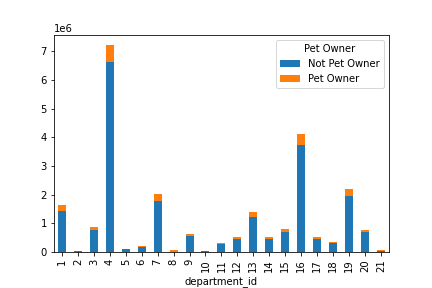 1e6
Pet Owner
Not Pet Owner
Pet Owner
7
6
5
4
3
2
1
0
1 2 3 4 5 6 7 8 9 10 11 12 13 14 15 16 17 18 19 20 21
department_id